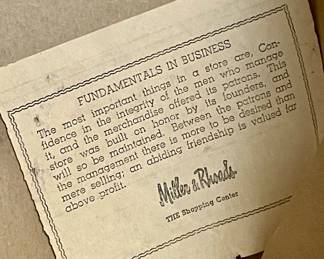 FUNDAMENTALS IN BUSINESS
The most important things in a store are, Con-
fidence in the integrity of the men who manage
it, and the merchandise offered its patrons. This
store was built on honor by its founders, and
will so be maintained. Between the patrons and
the management there is more to be desired than
mere selling; an abiding friendship is valued far
above profit.
Miller & Rhoads
THE Shopping Center